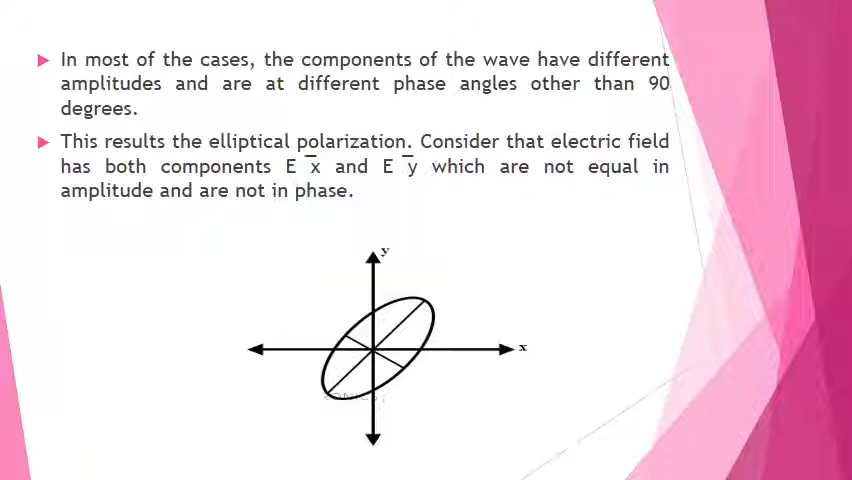 In most of the cases, the components of the wave have different
amplitudes and are at different phase angles other than 90
degrees.
This results the elliptical polarization. Consider that electric field
has both components E ¯x and E ¯y which are not equal in
amplitude and are not in phase.
y
x